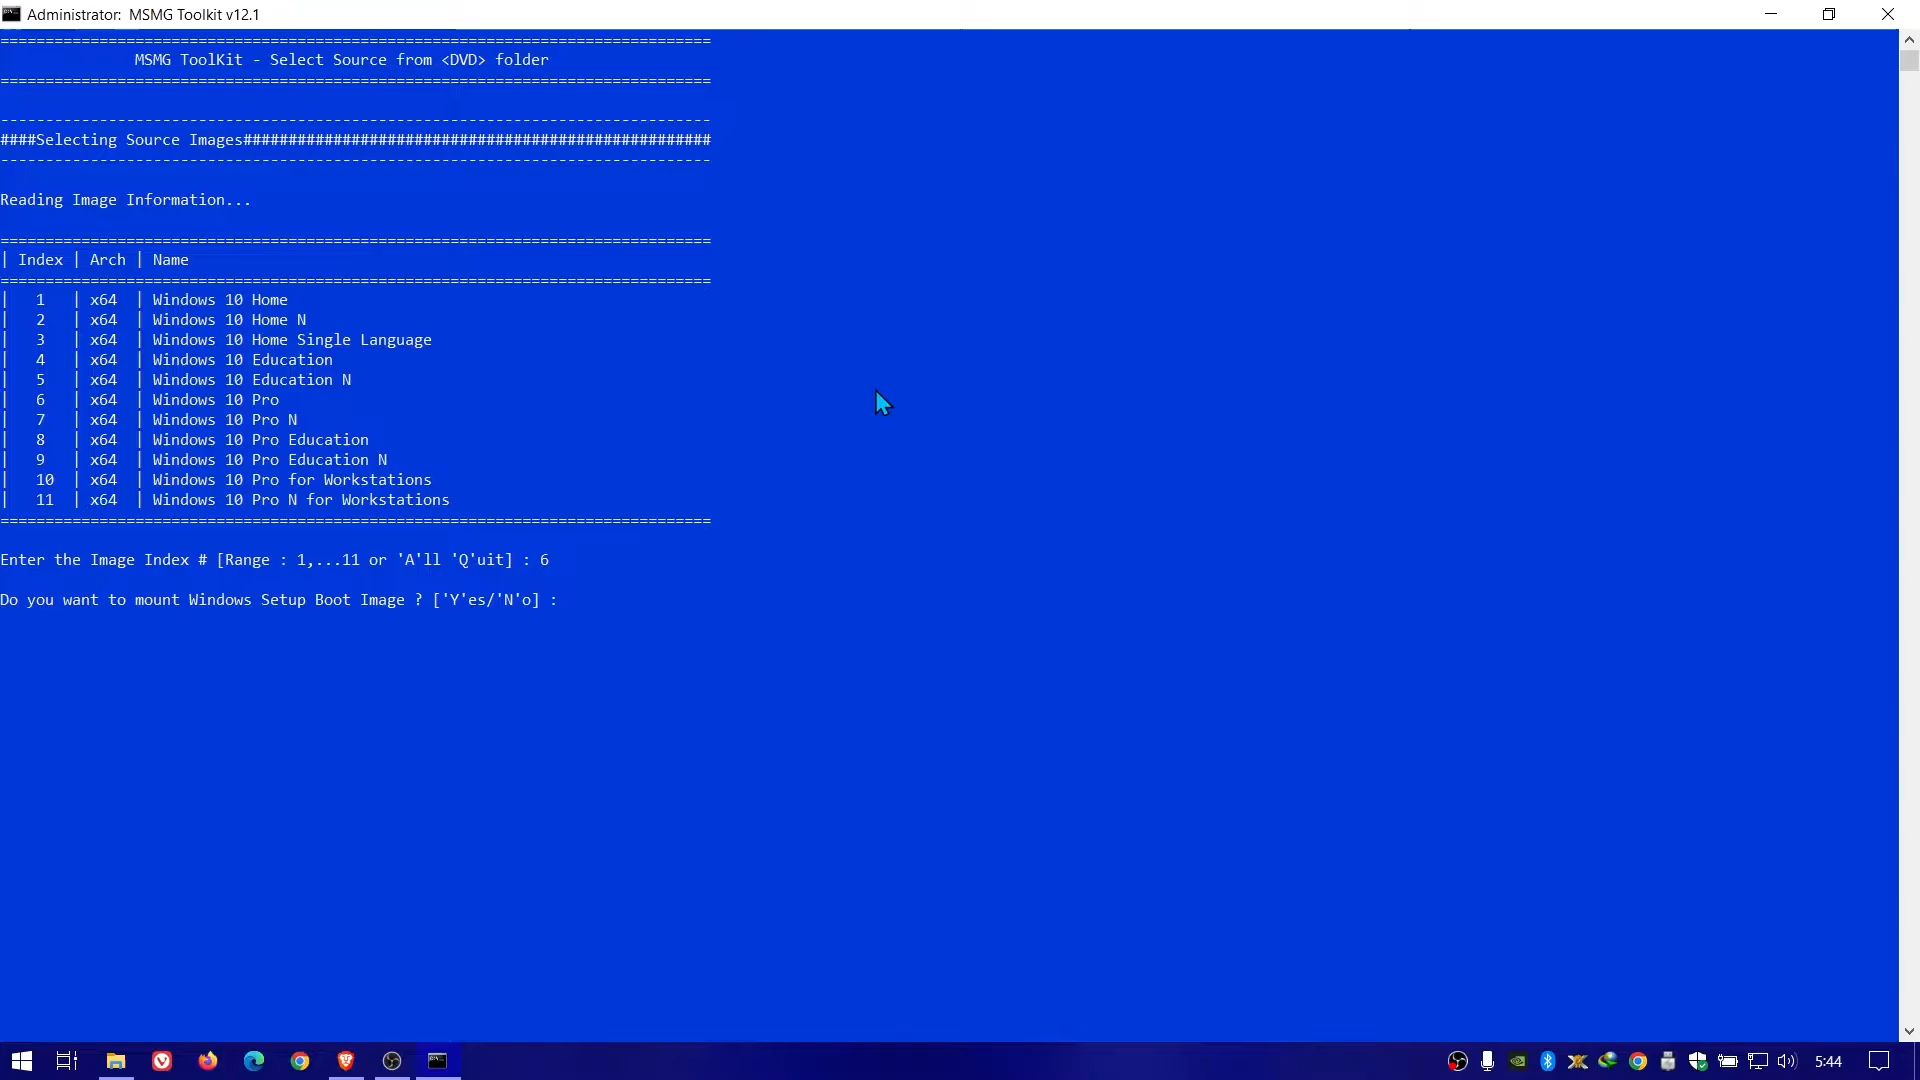 Administrator:  MSMG Toolkit v12.1
===============================================================================
MSMG ToolKit - Select Source from <DVD> folder
===============================================================================
-------------------------------------------------------------------------------
####Selecting Source Images####################################################
-------------------------------------------------------------------------------
Reading Image Information...
===============================================================================
| Index | Arch | Name
===============================================================================
|   1   | x64  | Windows 10 Home
|   2   | x64  | Windows 10 Home N
|   3   | x64  | Windows 10 Home Single Language
|   4   | x64  | Windows 10 Education
|   5   | x64  | Windows 10 Education N
|   6   | x64  | Windows 10 Pro
|   7   | x64  | Windows 10 Pro N
|   8   | x64  | Windows 10 Pro Education
|   9   | x64  | Windows 10 Pro Education N
|   10  | x64  | Windows 10 Pro for Workstations
|   11  | x64  | Windows 10 Pro N for Workstations
===============================================================================
Enter the Image Index # [Range : 1,...11 or 'A'll 'Q'uit] : 6
Do you want to mount Windows Setup Boot Image ? ['Y'es/'N'o] :
5:44